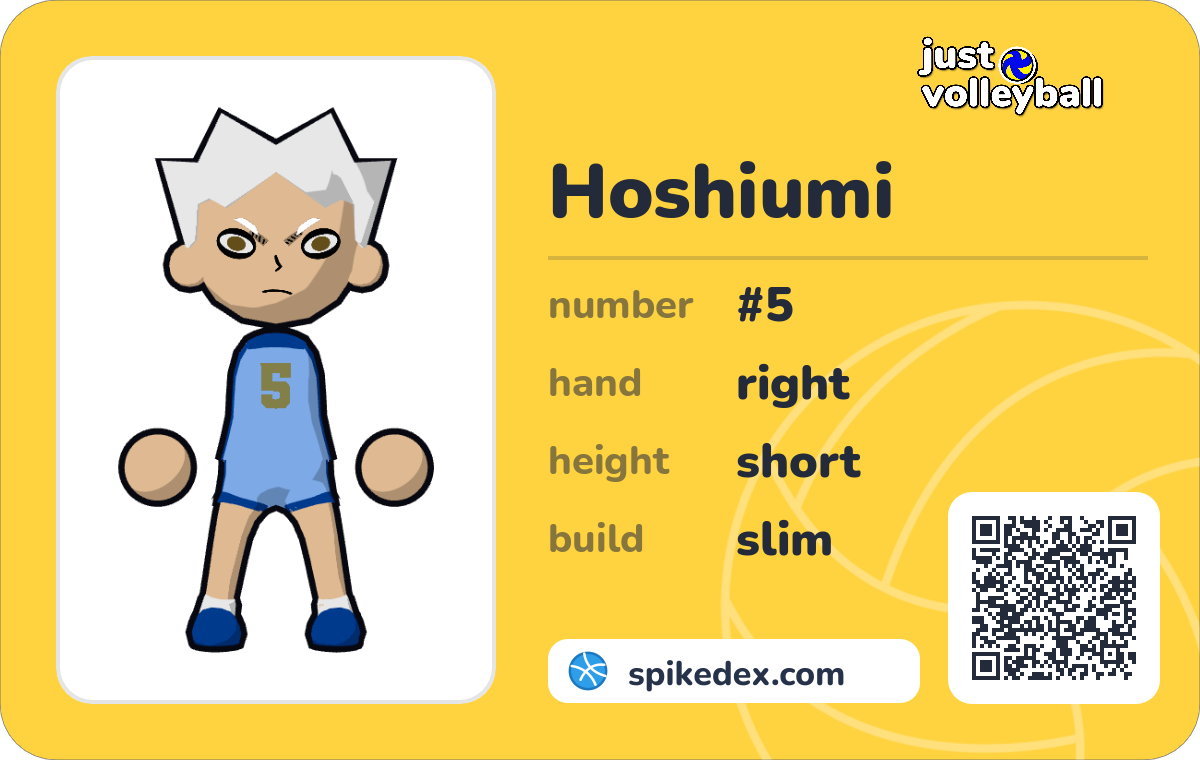 just
volleyball
Hoshiumi
number #5
hand right
height short
build slim
5
spikedex.com